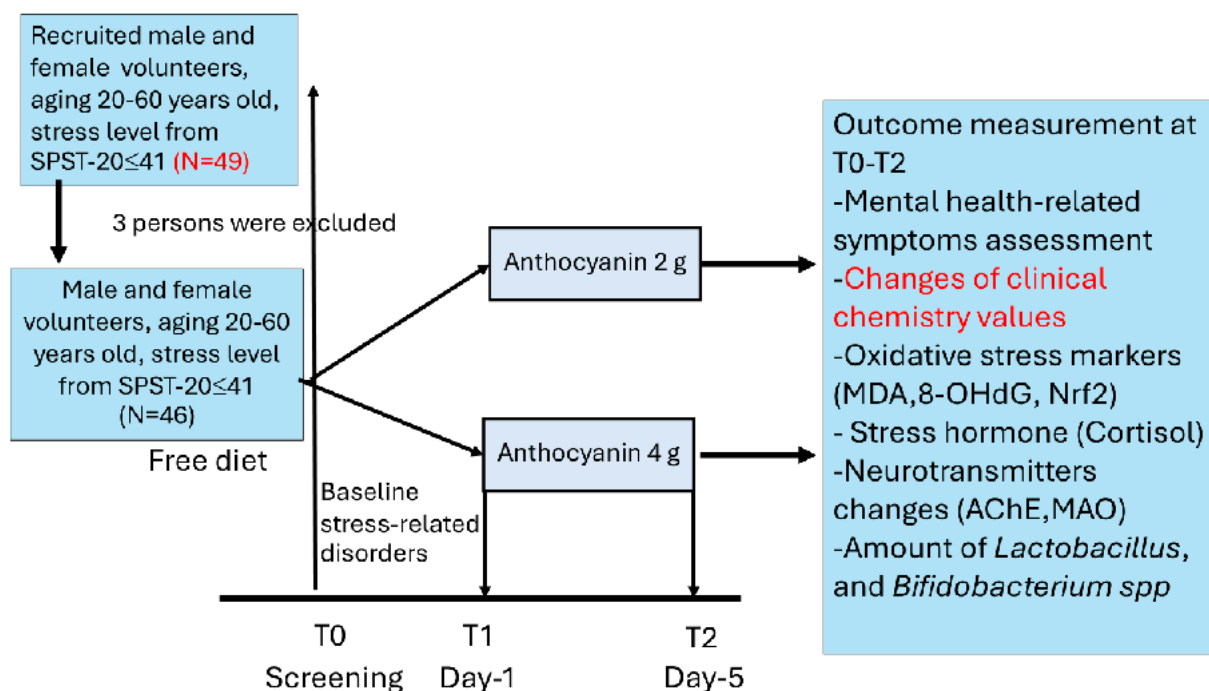 Recruited male and
female volunteers,
aging 20-60 years old,
stress level from
SPST-20≤41 (N=49)
3 persons were excluded
Male and female
volunteers, aging 20-60
years old, stress level
from SPST-20≤41
(N=46)
Free diet
Baseline
stress-related
disorders
Anthocyanin 2 g
Anthocyanin 4 g
T0
Screening
T1
Day-1
T2
Day-5
Outcome measurement at
T0-T2
-Mental health-related
symptoms assessment
-Changes of clinical
chemistry values
-Oxidative stress markers
(MDA,8-OHdG, Nrf2)
- Stress hormone (Cortisol)
-Neurotransmitters
changes (AChE,MAO)
-Amount of Lactobacillus,
and Bifidobacterium spp